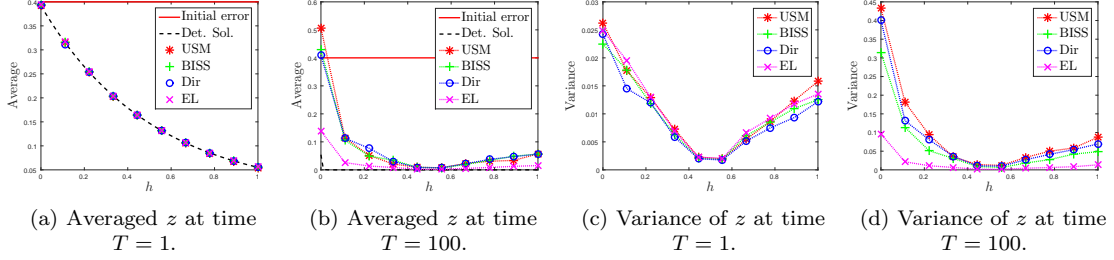 0.4
0.35
0.3
0.25
0.2
0.15
0.1
0.05
Average
0 0.2 0.4 0.6 0.8 1
h
Initial error
Det. Sol.
USM
BISS
Dir
EL
(a) Averaged z at time
T = 1.
0.6
0.5
0.4
0.3
0.2
0.1
0
Average
0 0.2 0.4 0.6 0.8 1
h
Initial error
Det. Sol.
USM
BISS
Dir
EL
(b) Averaged z at time
T = 100.
0.03
0.025
0.02
0.015
0.01
0.005
0
Variance
0 0.2 0.4 0.6 0.8 1
h
USM
BISS
Dir
EL
(c) Variance of z at time
T = 1.
0.45
0.4
0.35
0.3
0.25
0.2
0.15
0.1
0.05
0
Variance
0 0.2 0.4 0.6 0.8 1
h
USM
BISS
Dir
EL
(d) Variance of z at time
T = 100.